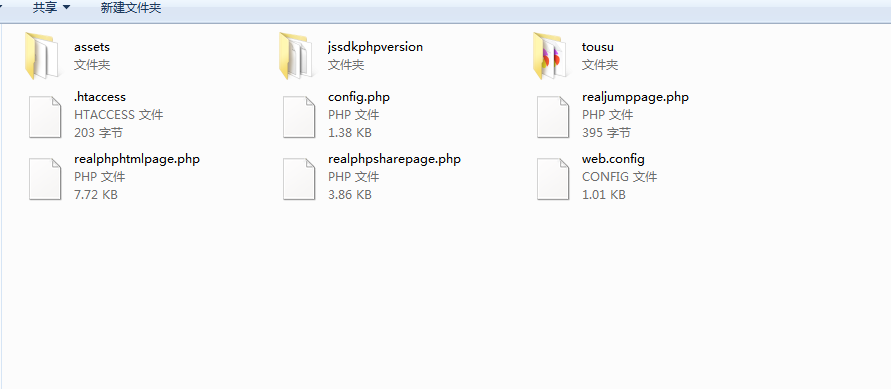 共享 新建文件夹
assets
文件夹
jssdkphpversion
文件夹
tousu
文件夹
.htaccess
HTACCESS 文件
203 字节
config.php
PHP 文件
1.38 KB
realjumppage.php
PHP 文件
395 字节
realphphtmlpage.php
PHP 文件
7.72 KB
realphpsharepage.php
PHP 文件
3.86 KB
web.config
CONFIG 文件
1.01 KB